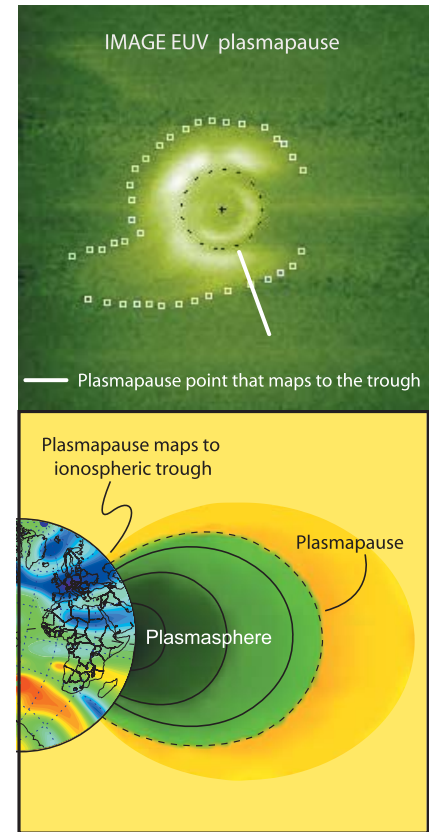 IMAGE EUV plasmapause
Plasmapause point that maps to the trough
Plasmapause maps to
ionospheric trough
Plasmapause
Plasmasphere